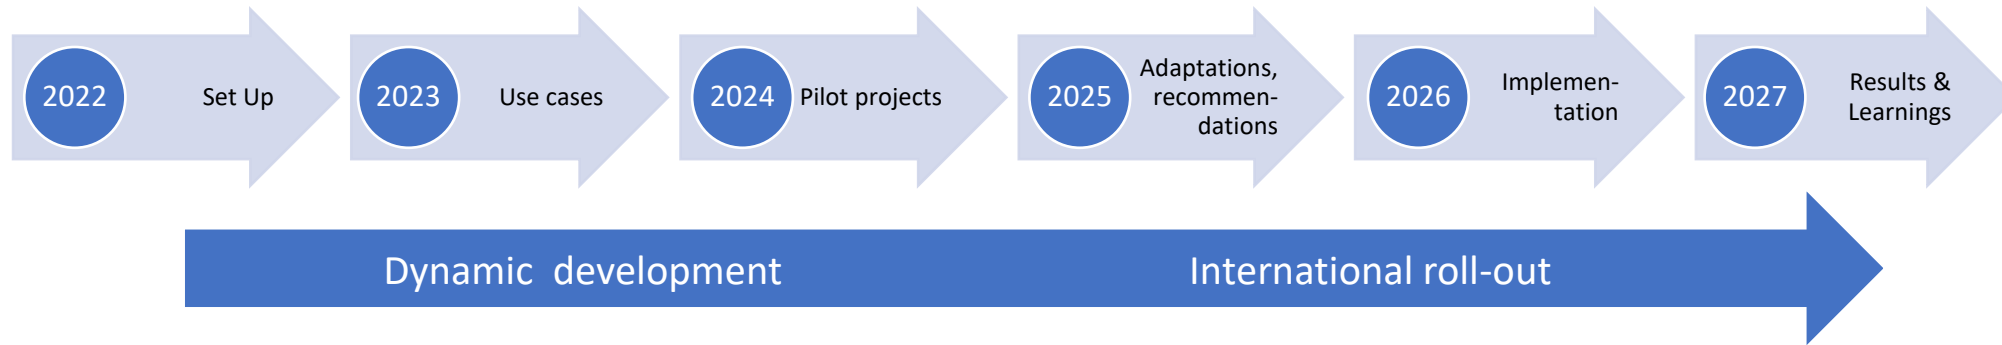 2022
Set Up
2023
Use cases
2024
Pilot projects
2025
Adaptations,
recommen-
dations
2026
Implemen-
tation
2027
Results &
Learnings
Dynamic  development
International roll-out